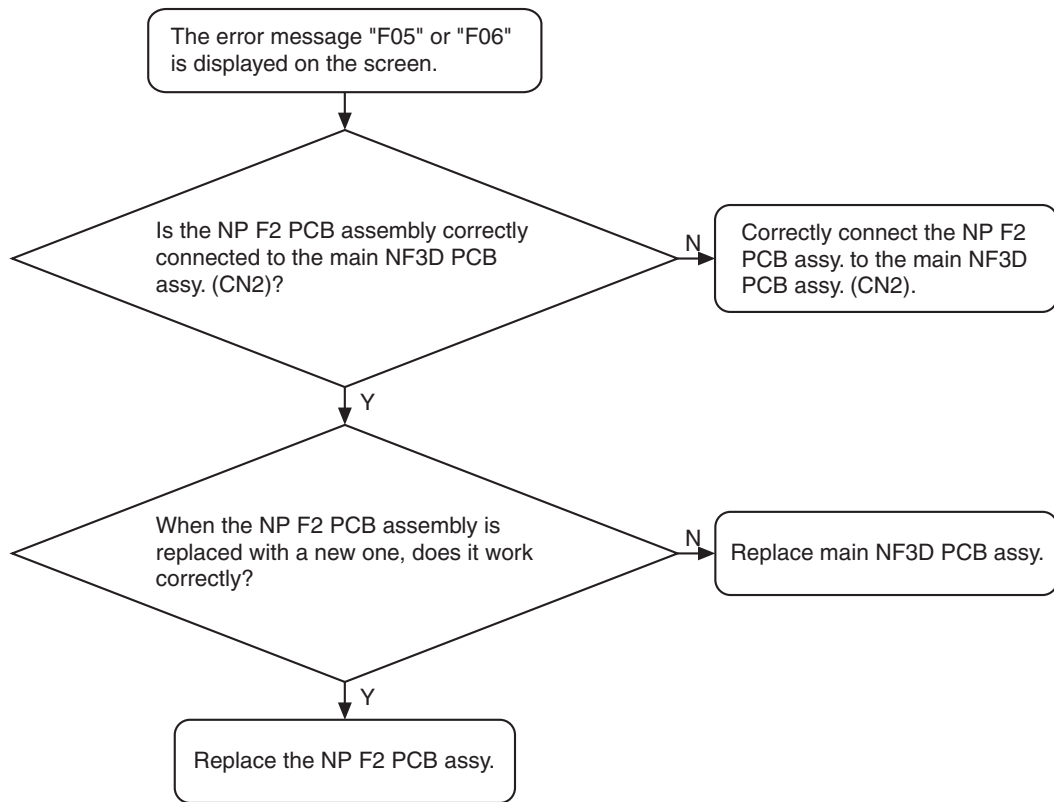 The error message "F05" or "F06"
is displayed on the screen.
Is the NP F2 PCB assembly correctly
connected to the main NF3D PCB
assy. (CN2)?
N
Correctly connect the NP F2
PCB assy. to the main NF3D
PCB assy. (CN2).
Y
When the NP F2 PCB assembly is
replaced with a new one, does it work
correctly?
N
Replace main NF3D PCB assy.
Y
Replace the NP F2 PCB assy.